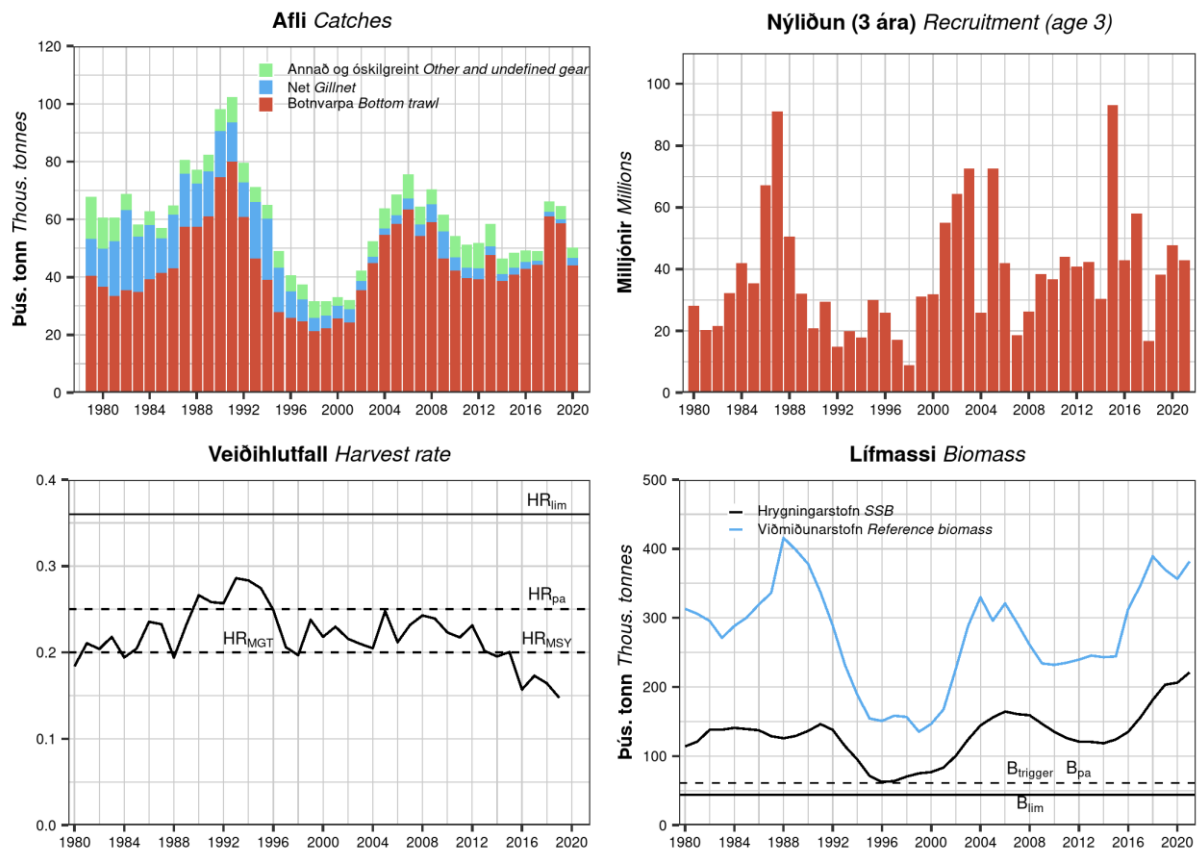 Afli Catches
Þús. tonn Thous. tonnes
120
100
80
60
40
20
0
Annað og óskilgreint Other and undefined gear
Net Gillnet
Botnvarpa Bottom trawl
1980 1984 1988 1992 1996 2000 2004 2008 2012 2016 2020
Nýliðun (3 ára) Recruitment (age 3)
Milljónir Millions
100
80
60
40
20
0
1980 1984 1988 1992 1996 2000 2004 2008 2012 2016 2020
Veiðihlutfall Harvest rate
0.4
0.3
0.2
0.1
0.0
HRlim
HRpa
HRMGT
HRMSY
1980 1984 1988 1992 1996 2000 2004 2008 2012 2016 2020
Lífmassi Biomass
Þús. tonn Thous. tonnes
500
400
300
200
100
0
Hrygningarstofn SSB
Viðmiðunarstofn Reference biomass
Btrigger Bpa
Blim
1980 1984 1988 1992 1996 2000 2004 2008 2012 2016 2020